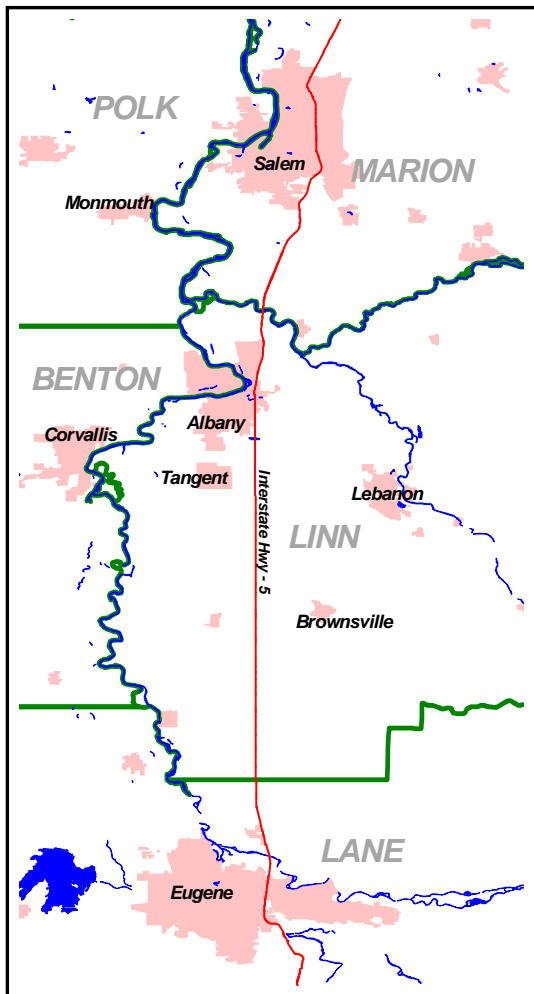 POLK
Salem
MARION
Monmouth
BENTON
Albany
Corvallis
Tangent
Interstate Hwy - 5
Lebanon
LINN
Brownsville
LANE
Eugene